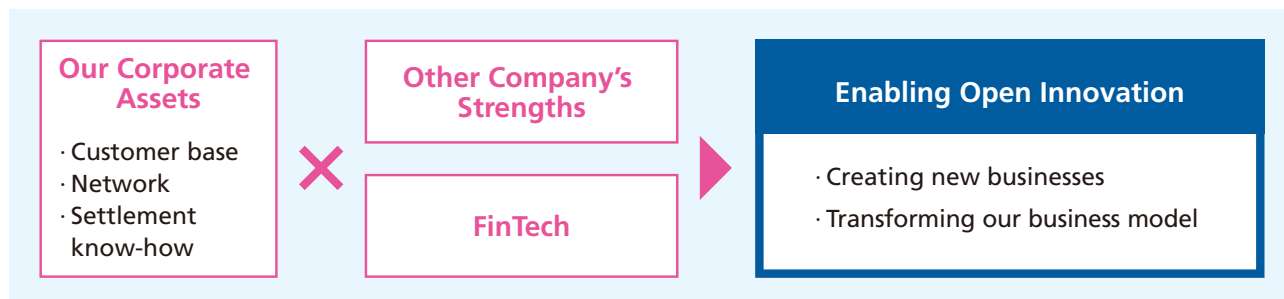 Our Corporate
Assets
· Customer base
· Network
· Settlement
know-how
×
Other Company's
Strengths
FinTech
Enabling Open Innovation
· Creating new businesses
· Transforming our business model